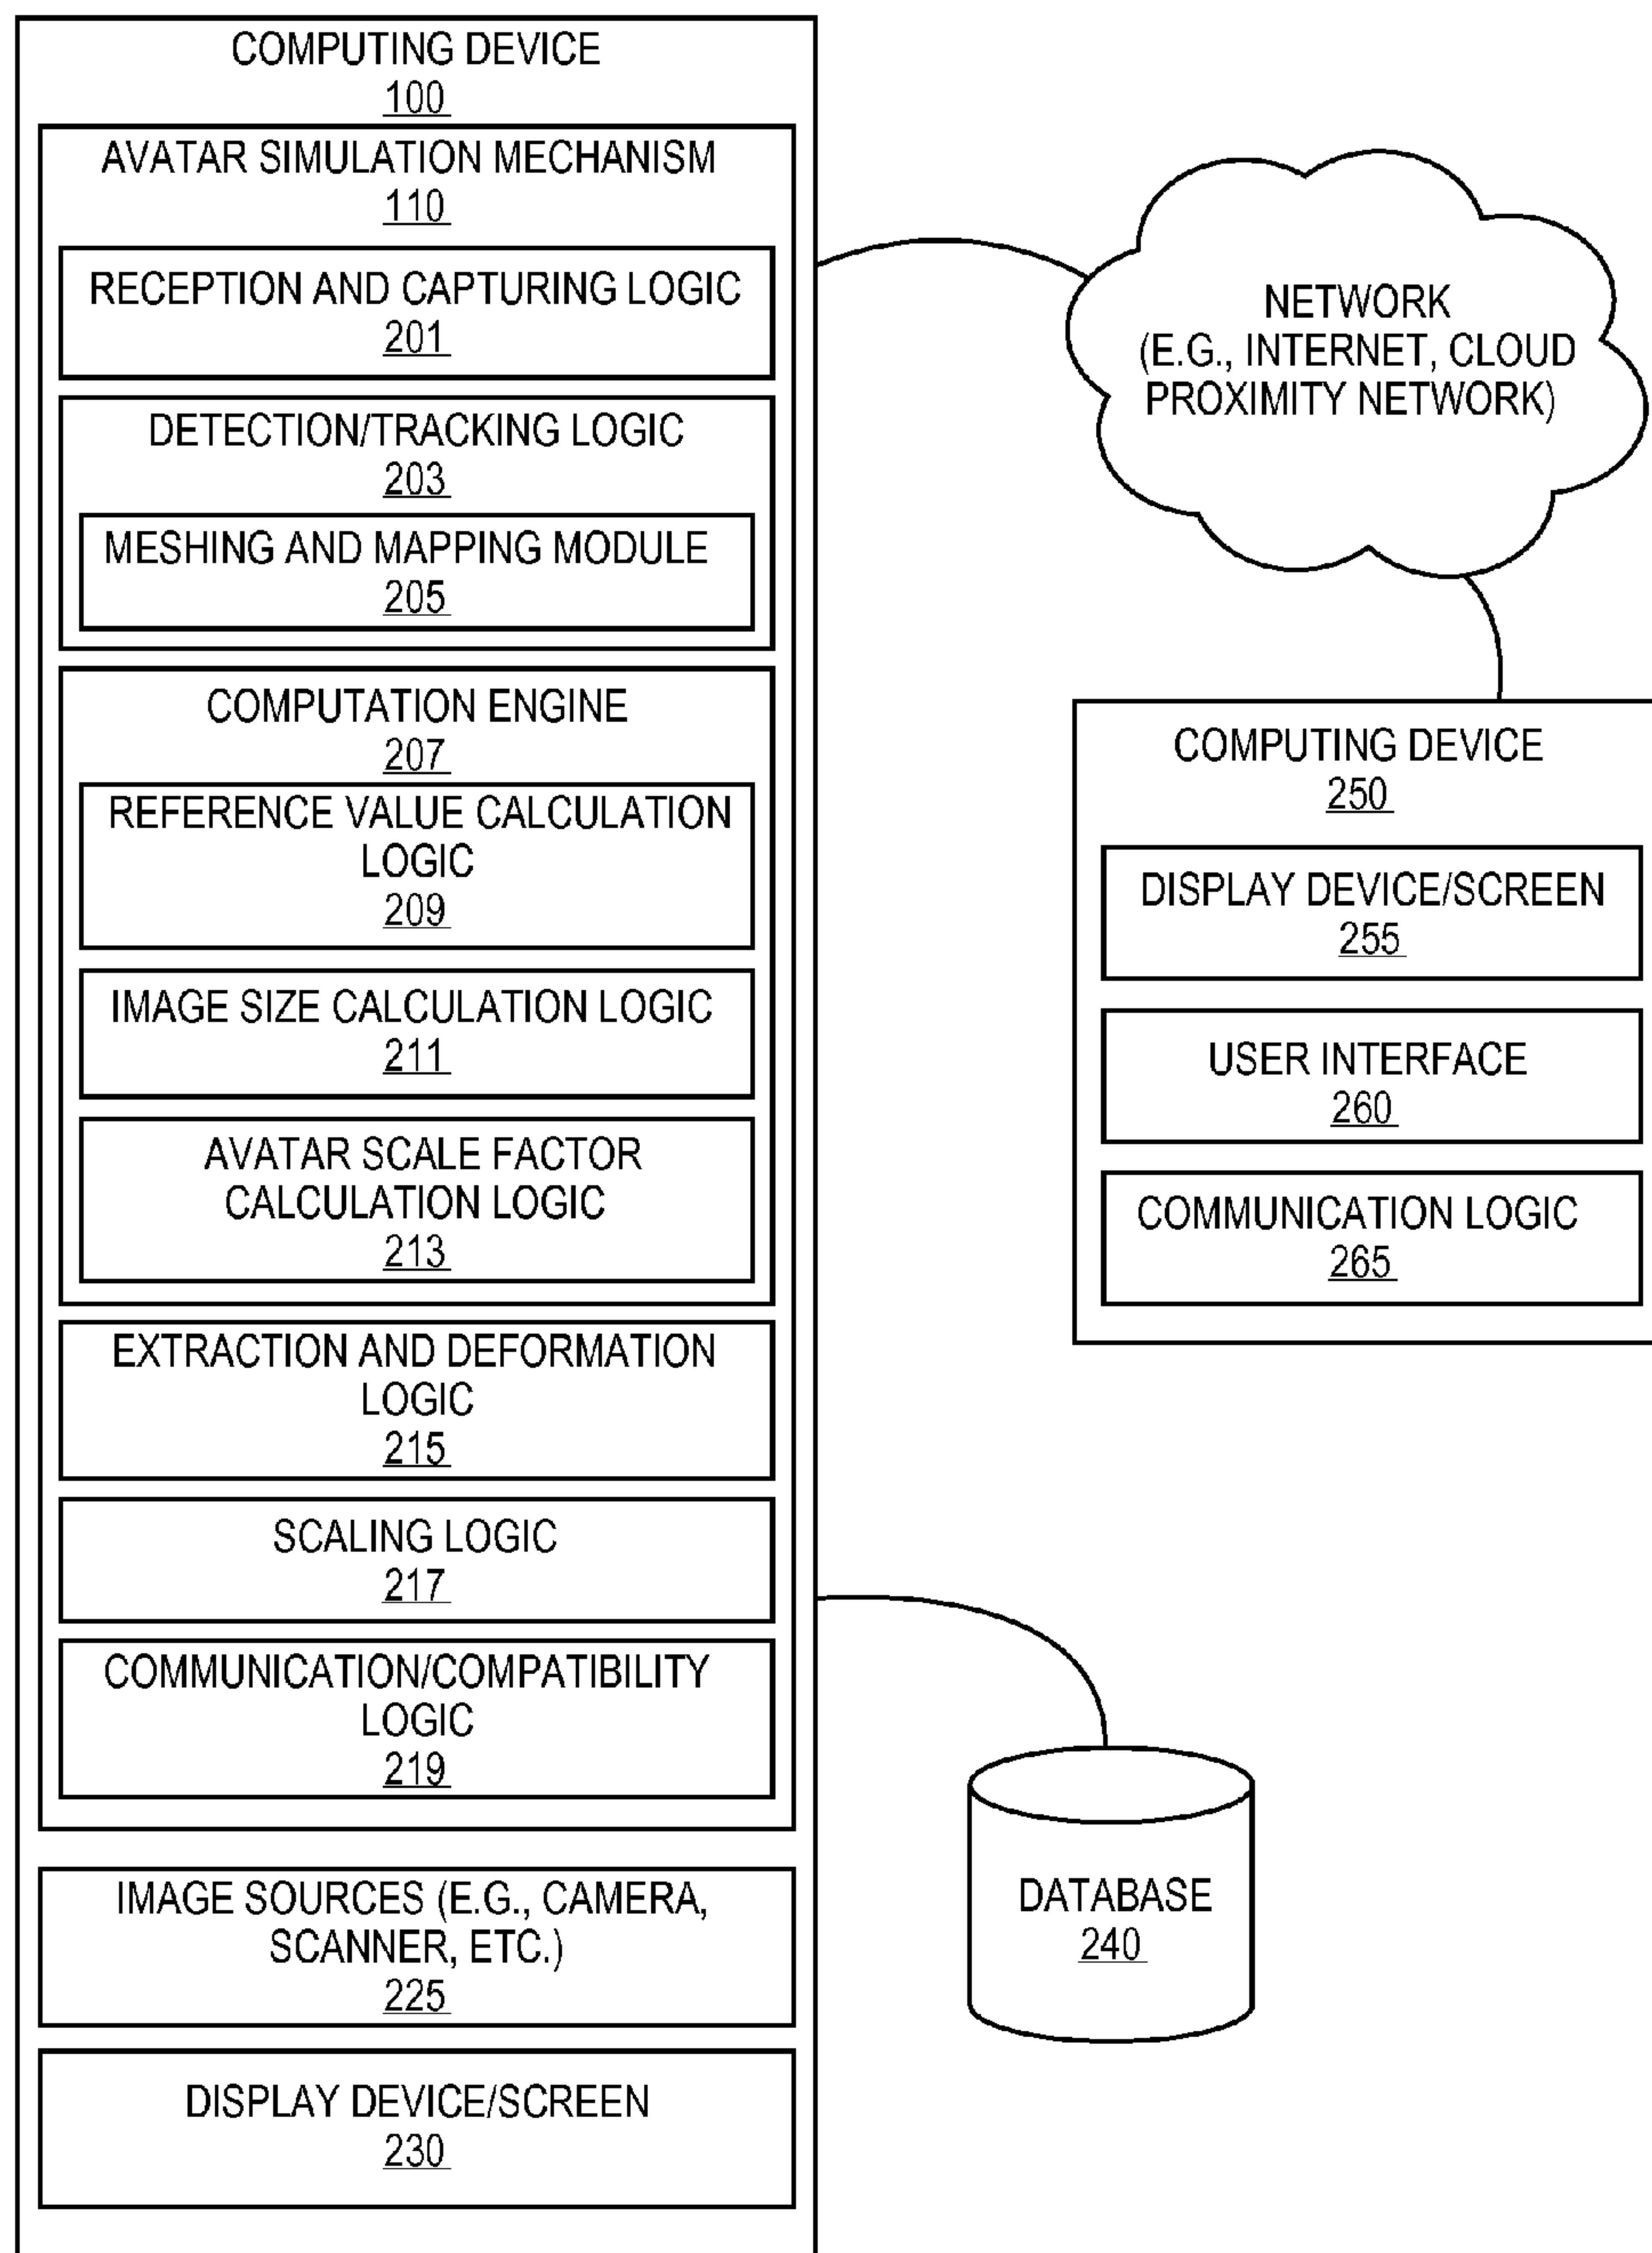 COMPUTING DEVICE
100
AVATAR SIMULATION MECHANISM
110
RECEPTION AND CAPTURING LOGIC
201
DETECTION/TRACKING LOGIC
203
MESHING AND MAPPING MODULE
205
COMPUTATION ENGINE
207
REFERENCE VALUE CALCULATION
LOGIC
209
IMAGE SIZE CALCULATION LOGIC
211
AVATAR SCALE FACTOR
CALCULATION LOGIC
213
EXTRACTION AND DEFORMATION
LOGIC
215
SCALING LOGIC
217
COMMUNICATION/COMPATIBILITY
LOGIC
219
IMAGE SOURCES (E.G., CAMERA,
SCANNER, ETC.)
225
DISPLAY DEVICE/SCREEN
230
NETWORK
(E.G., INTERNET, CLOUD
PROXIMITY NETWORK)
COMPUTING DEVICE
250
DISPLAY DEVICE/SCREEN
255
USER INTERFACE
260
COMMUNICATION LOGIC
265
DATABASE
240